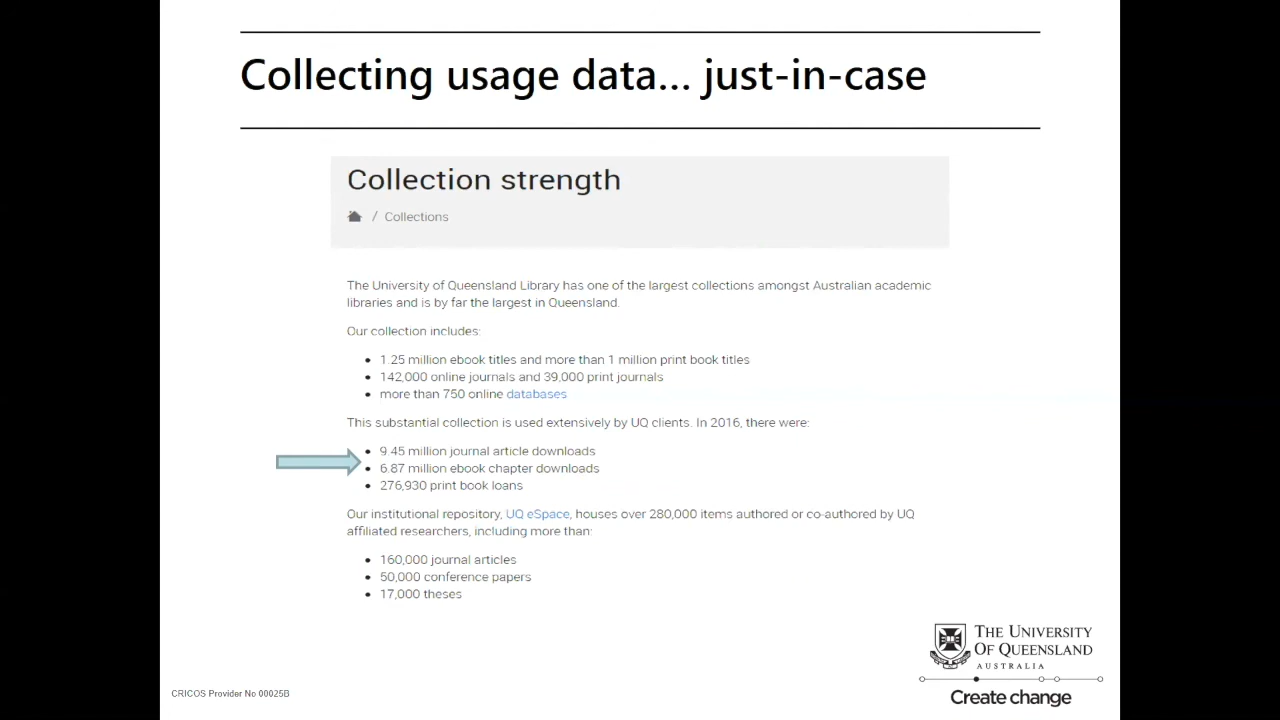 Collecting usage data... just-in-case
Collection strength
/ Collections
The University of Queensland Library has one of the largest collections amongst Australian academic
libraries and is by far the largest in Queensland.
Our collection includes:
• 1.25 million ebook titles and more than 1 million print book titles
• 142,000 online journals and 39,000 print journals
• more than 750 online databases
This substantial collection is used extensively by UQ clients. In 2016, there were:
• 9.45 million journal article downloads
• 6.87 million ebook chapter downloads
• 276,930 print book loans
Our institutional repository, UQ eSpace, houses over 280,000 items authored or co-authored by UQ
affiliated researchers, including more than:
• 160,000 journal articles
• 50,000 conference papers
• 17,000 theses
THE UNIVERSITY
OF QUEENSLAND
AUSTRALIA
Create change
CRICOS Provider No 00025B